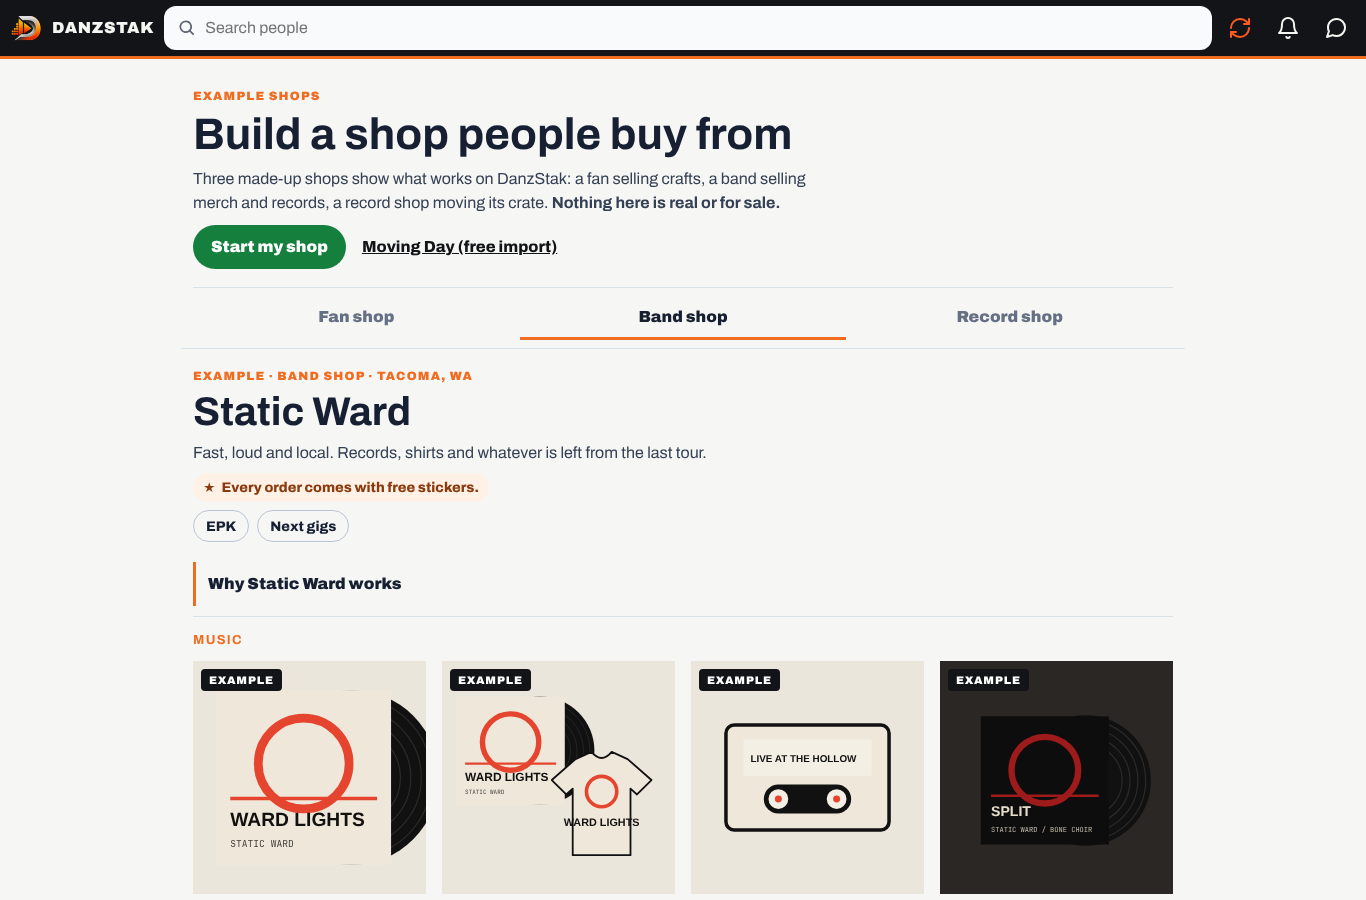 DANZSTAK
Search people
EXAMPLE SHOPS
Build a shop people buy from
Three made-up shops show what works on DanzStak: a fan selling crafts, a band selling
merch and records, a record shop moving its crate. Nothing here is real or for sale.
Start my shop
Moving Day (free import)
Fan shop
Band shop
Record shop
EXAMPLE · BAND SHOP · TACOMA, WA
Static Ward
Fast, loud and local. Records, shirts and whatever is left from the last tour.
★ Every order comes with free stickers.
EPK
Next gigs
Why Static Ward works
MUSIC
EXAMPLE
WARD LIGHTS
STATIC WARD
EXAMPLE
WARD LIGHTS
STATIC WARD
WARD LIGHTS
EXAMPLE
LIVE AT THE HOLLOW
EXAMPLE
SPLIT
STATIC WARD / BONE CHOIR